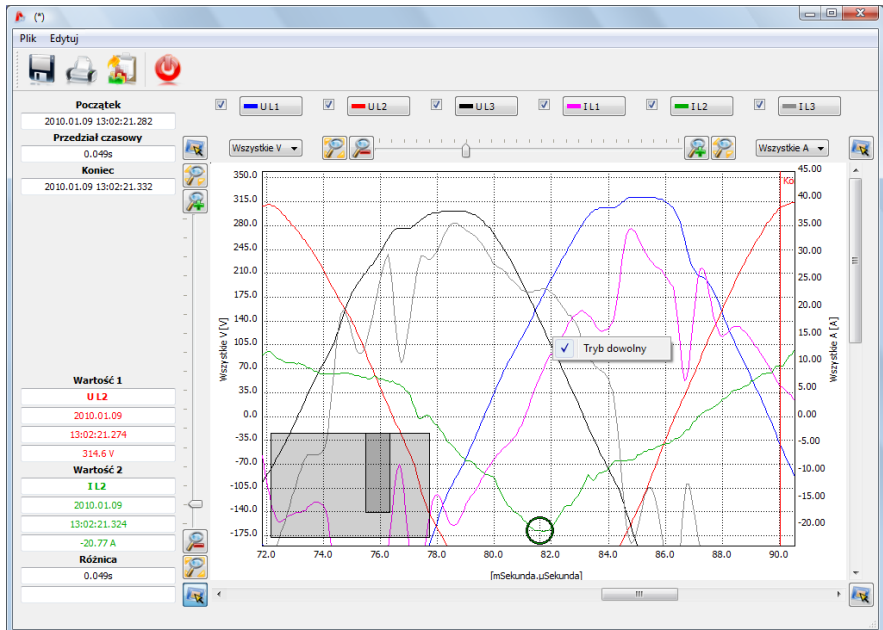 (*)
Plik Edytuj
Początek
2010.01.09 13:02:21.282
Przedział czasowy
0.049s
Koniec
2010.01.09 13:02:21.332
U L1 U L2 U L3 I L1 I L2 I L3
Wszystkie V Wszystkie A
350.0
315.0
280.0
245.0
210.0
175.0
140.0
105.0
70.0
35.0
0.0
-35.0
-70.0
-105.0
-140.0
-175.0
Wszystkie V [V]
Ko
Tryb dowolny
45.00
40.00
35.00
30.00
25.00
20.00
15.00
10.00
5.00
0.00
-5.00
-10.00
-15.00
-20.00
Wszystkie A [A]
72.0 74.0 76.0 78.0 80.0 82.0 84.0 86.0 88.0 90.0
[mSekunda.µSekunda]
Wartość 1
U L2
2010.01.09
13:02:21.274
314.6 V
Wartość 2
I L2
2010.01.09
13:02:21.324
-20.77 A
Różnica
0.049s